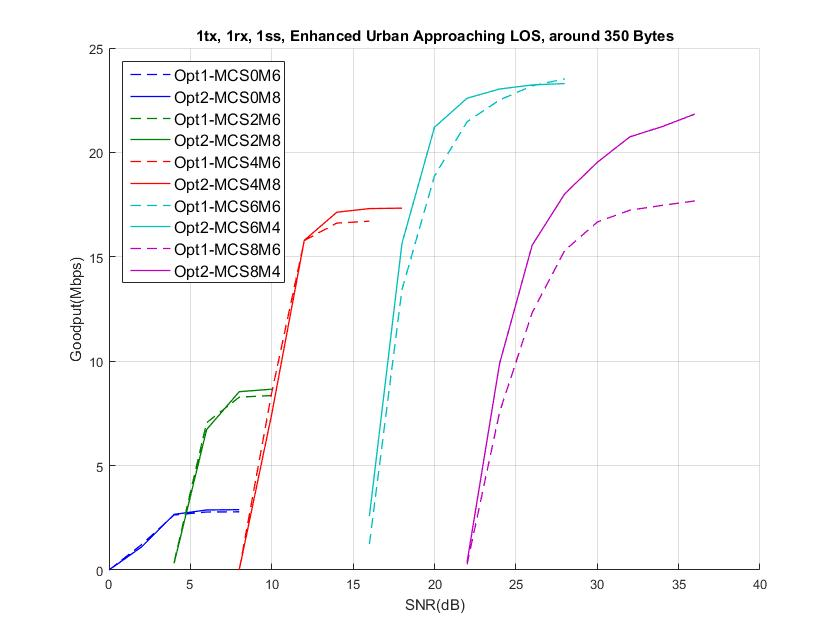 1tx, 1rx, 1ss, Enhanced Urban Approaching LOS, around 350 Bytes
25
20
15
10
5
0
Goodput(Mbps)
Opt1-MCS0M6
Opt2-MCS0M8
Opt1-MCS2M6
Opt2-MCS2M8
Opt1-MCS4M6
Opt2-MCS4M8
Opt1-MCS6M6
Opt2-MCS6M4
Opt1-MCS8M6
Opt2-MCS8M4
0 5 10 15 20 25 30 35 40
SNR(dB)